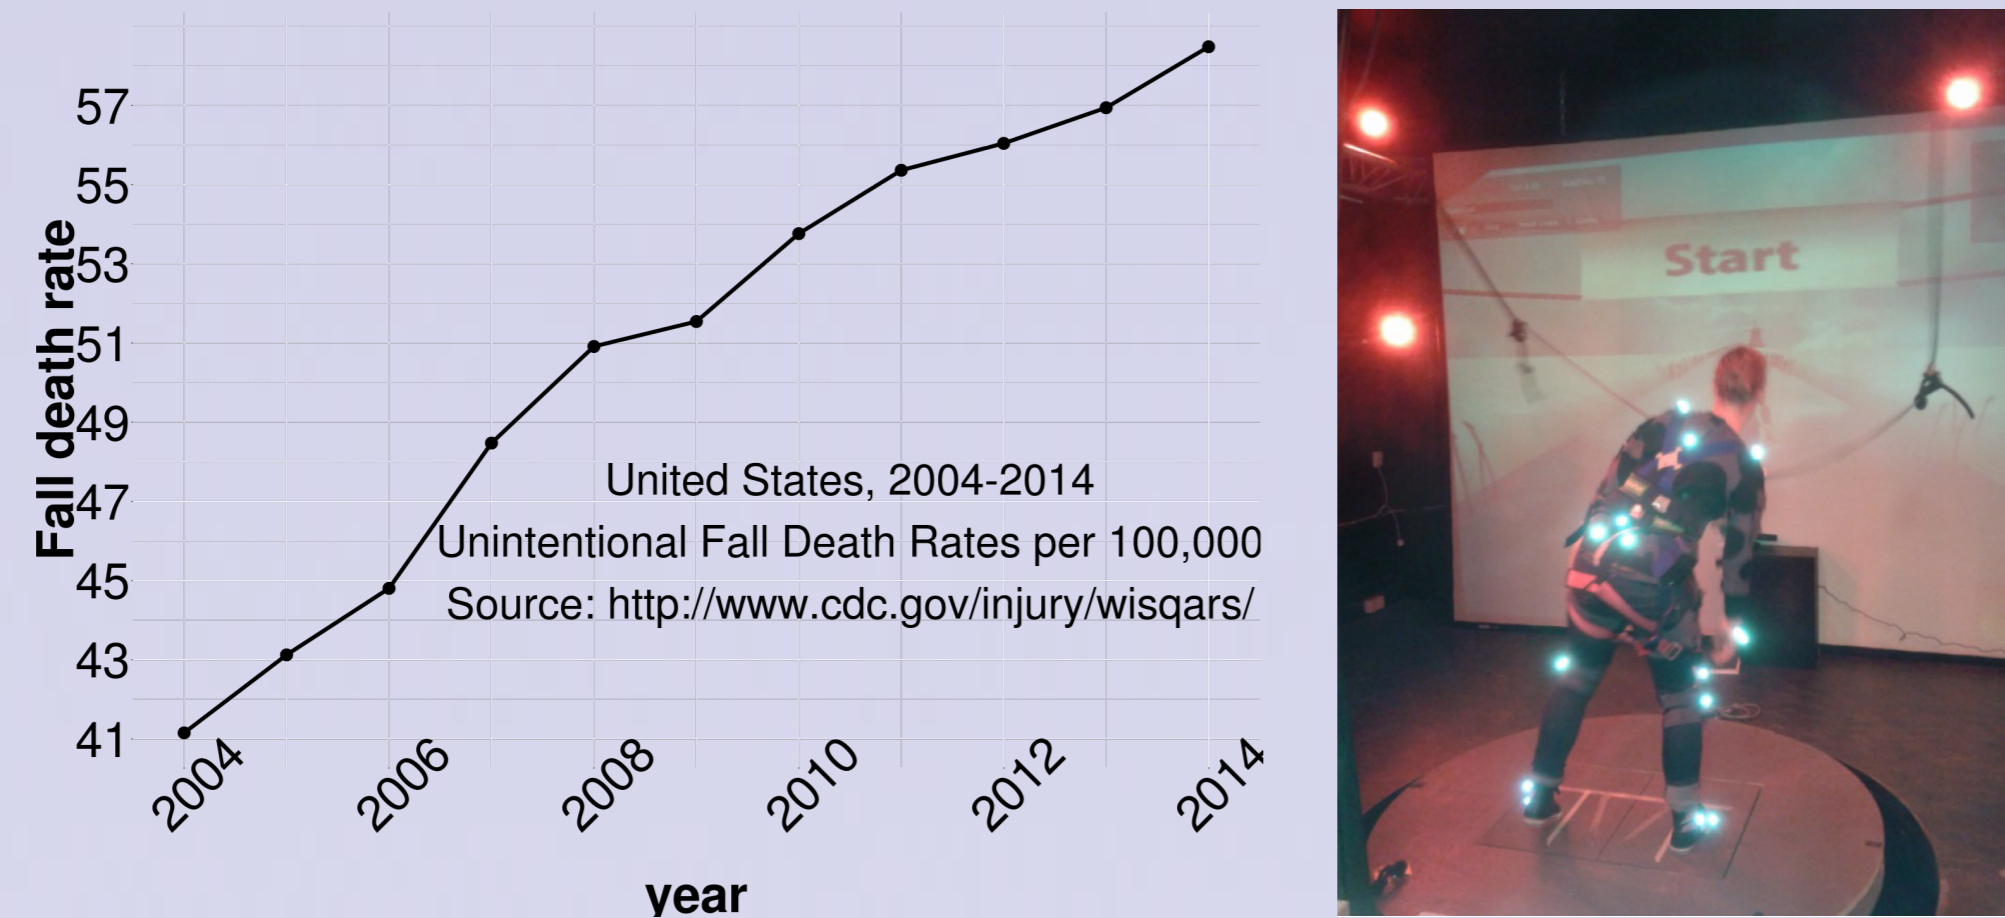 Fall death rate
57
55
53
51
49
47
45
43
41
United States, 2004-2014
Unintentional Fall Death Rates per 100,000
Source: http://www.cdc.gov/injury/wisqars/
2004
2006
2008
2010
2012
2014
year
Start